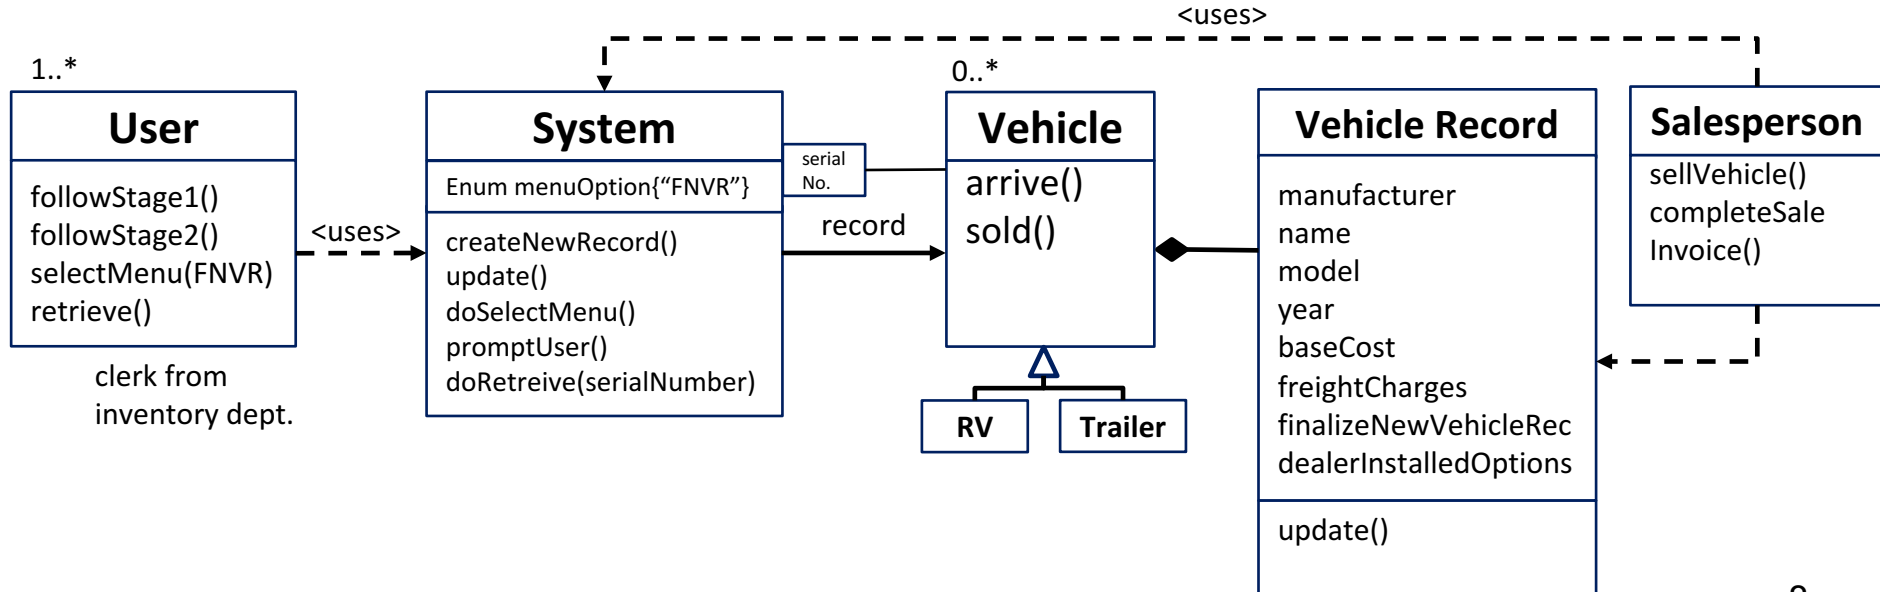 <uses>
1..*
0..*
User
System
Vehicle
Vehicle Record
Salesperson
followStage1()
followStage2()
selectMenu(FNVR)
retrieve()
<uses>
clerk from
inventory dept.
Enum menuOption{“FNVR”}
createNewRecord()
update()
doSelectMenu()
promptUser()
doRetreive(serialNumber)
serial
No.
record
arrive()
sold()
RV
Trailer
manufacturer
name
model
year
baseCost
freightCharges
finalizeNewVehicleRec
dealerInstalledOptions
update()
sellVehicle()
completeSale
Invoice()